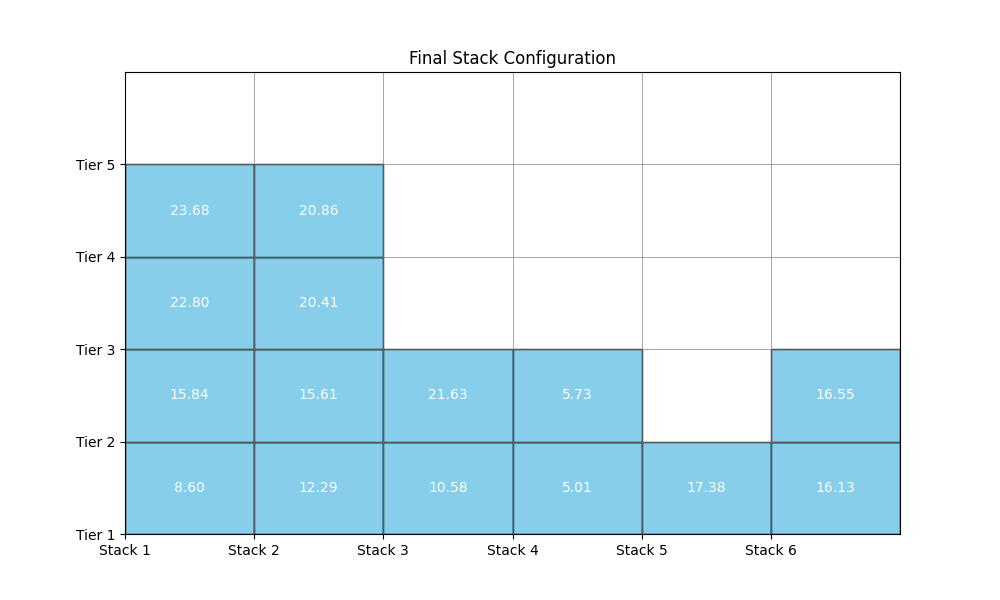 Final Stack Configuration
Tier 5
23.68 20.86
Tier 4
22.80 20.41
Tier 3
15.84 15.61 21.63 5.73 16.55
Tier 2
8.60 12.29 10.58 5.01 17.38 16.13
Tier 1
Stack 1 Stack 2 Stack 3 Stack 4 Stack 5 Stack 6